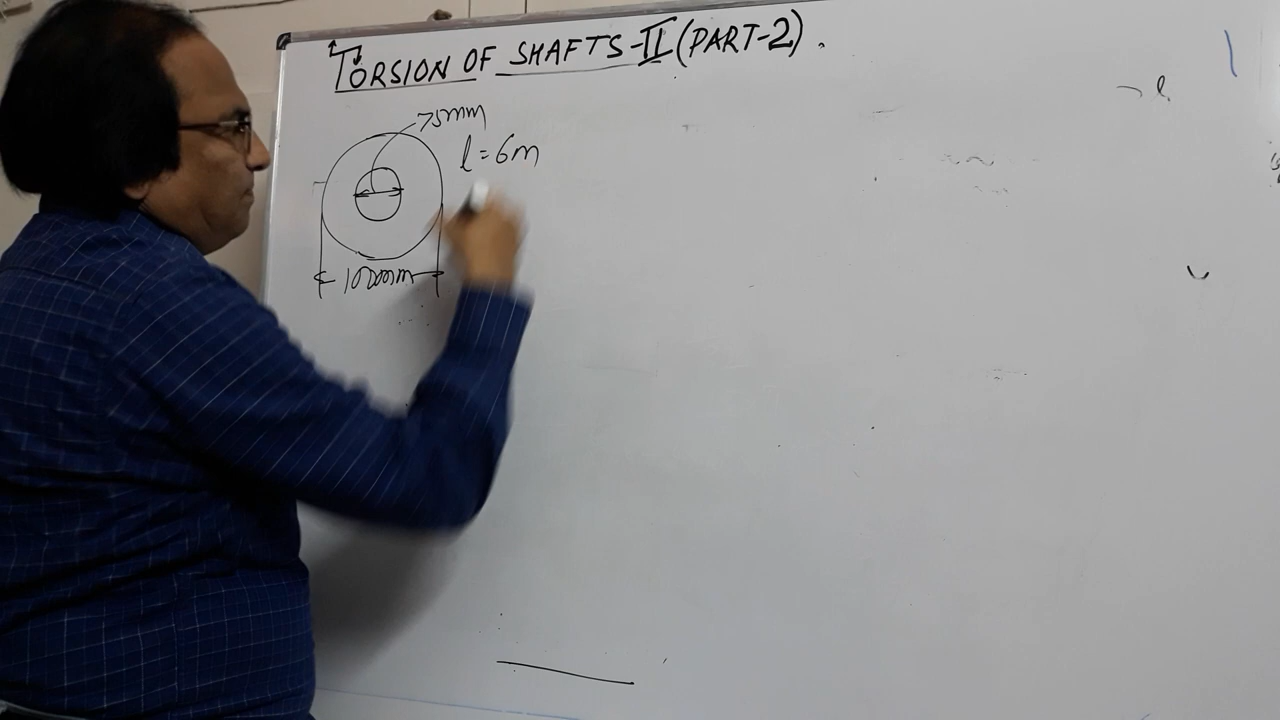 TORSION OF SHAFTS-II (PART-2).
75mm
l = 6m
100mm